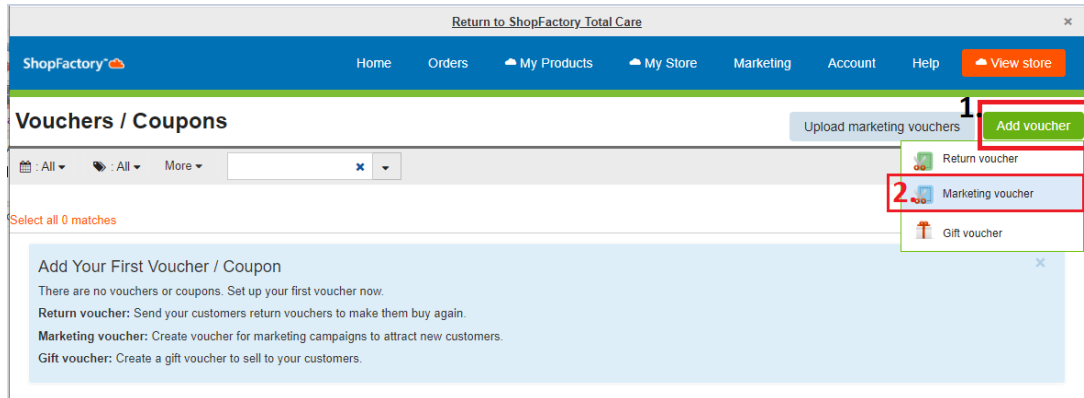 Return to ShopFactory Total Care ×
ShopFactory Home Orders My Products My Store Marketing Account Help View store
Vouchers / Coupons
1.
Upload marketing vouchers Add voucher
: All : All More ×
Return voucher
2. Marketing voucher
Gift voucher
Select all 0 matches
Add Your First Voucher / Coupon ×
There are no vouchers or coupons. Set up your first voucher now.
Return voucher: Send your customers return vouchers to make them buy again.
Marketing voucher: Create voucher for marketing campaigns to attract new customers.
Gift voucher: Create a gift voucher to sell to your customers.